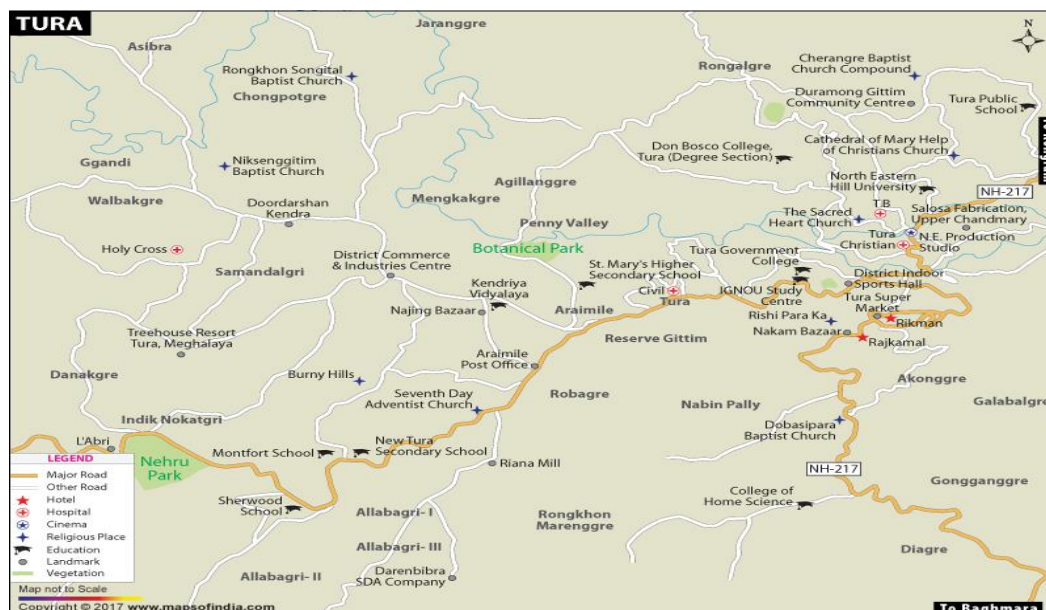 TURA
Asibra
Jaranggre
N
Rongkhon Songital
Baptist Church
Chongpotgre
Rongalgre
Cherangre Baptist
Church Compound
Duramong Gittim
Community Centre
Tura Public
School
Don Bosco College,
Tura (Degree Section)
Cathedral of Mary Help
of Christians Church
Ggandi
Niksenggitim
Baptist Church
Walbakgre
Agillanggre
Mengkakgre
North Eastern
Hill University
NH-217
T.B
Doordarshan
Kendra
Penny Valley
The Sacred
Heart Church
Salosa Fabrication,
Upper Chandmary
Holy Cross
Samandalgri
District Commerce
& Industries Centre
Botanical Park
Tura Government
College
Tura
Christian
N.E. Production
Studio
St. Mary's Higher
Secondary School
Kendriya
Vidyalaya
Civil
Tura
IGNOU Study
Centre
District Indoor
Sports Hall
Najing Bazaar
Araimile
Tura Super
Market
Rishi Para Ka
Rikman
Nakam Bazaar
Reserve Gittim
Rajkamal
Treehouse Resort
Tura, Meghalaya
Araimile
Post Office
Danakgre
Burny Hills
Akonggre
Robagre
Seventh Day
Adventist Church
Nabin Pally
Galabalgre
Indik Nokatgri
Dobasipara
Baptist Church
L'Abri
Montfort School
New Tura
Secondary School
Nehru
Park
Riana Mill
NH-217
Gongganggre
Sherwood
School
College of
Home Science
Allabagri- I
Rongkhon
Marenggre
Allabagri- III
Diagre
Allabagri- II
Darenbibra
SDA Company
LEGEND
Major Road
Other Road
Hotel
Hospital
Cinema
Religious Place
Education
Landmark
Vegetation
Map not to Scale
Copyright © 2017 www.mapsofindia.com
To Baghmara